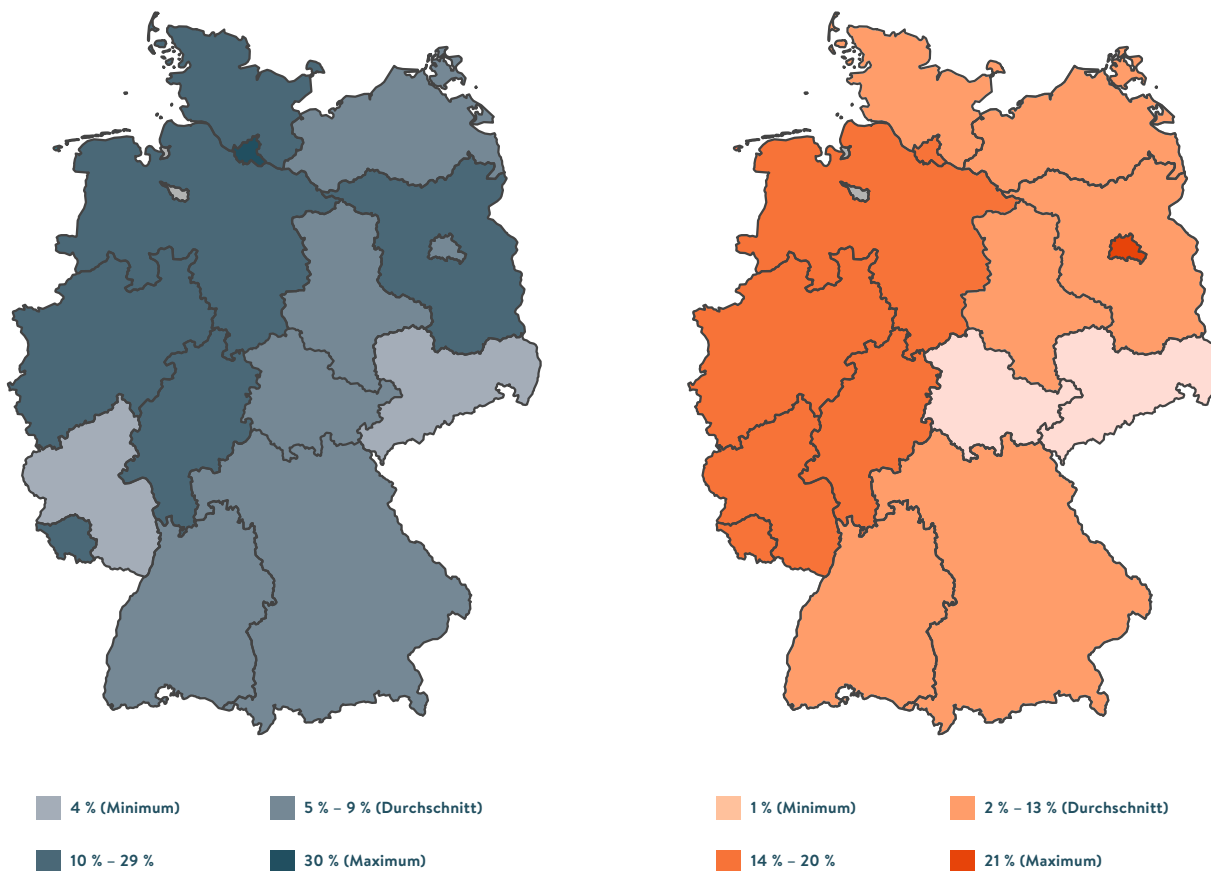 4 % (Minimum)
5 % – 9 % (Durchschnitt)
10 % – 29 %
30 % (Maximum)
1 % (Minimum)
2 % – 13 % (Durchschnitt)
14 % – 20 %
21 % (Maximum)